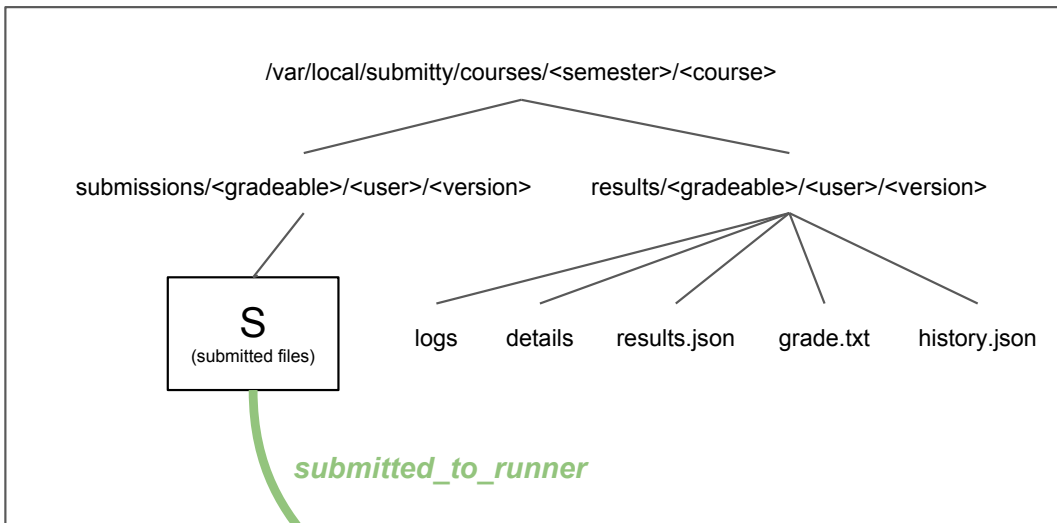 /var/local/submitty/courses/<semester>/<course>
submissions/<gradeable>/<user>/<version>
results/<gradeable>/<user>/<version>
S
(submitted files)
logs
details
results.json
grade.txt
history.json
submitted_to_runner